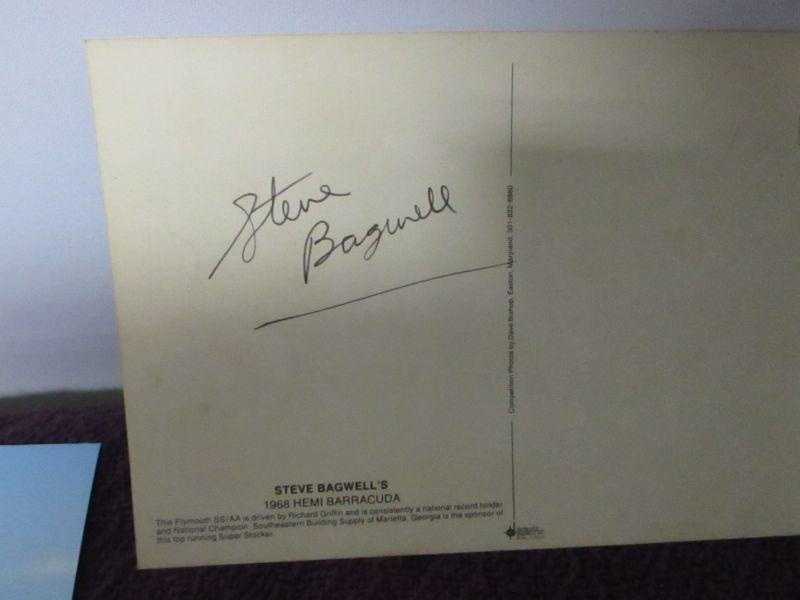 Steve
Bagwell
Competition Photos by Dave Bishop, Easton, Maryland. 301-822-8880
STEVE BAGWELL'S
1968 HEMI BARRACUDA
This Plymouth SS/AA is driven by Richard Griffin and is consistently a national record holder
and National Champion. Southeastern Building Supply of Marietta, Georgia is the sponsor of
this top running Super Stocker.